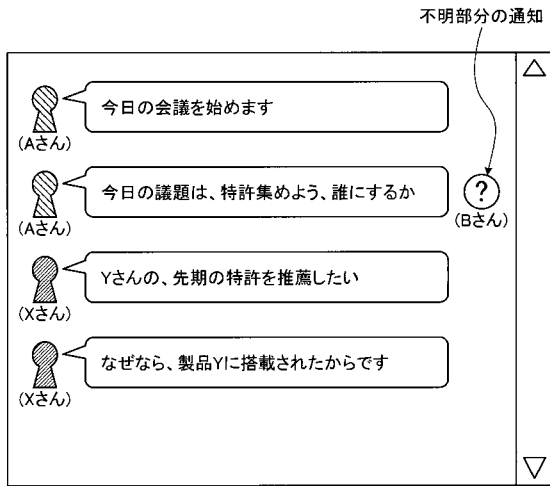 不明部分の通知
今日の会議を始めます
(Aさん)
今日の議題は、特許集めよう、誰にするか
?
(Aさん)
(Bさん)
Yさんの、先期の特許を推薦したい
(Xさん)
なぜなら、製品Yに搭載されたからです
(Xさん)